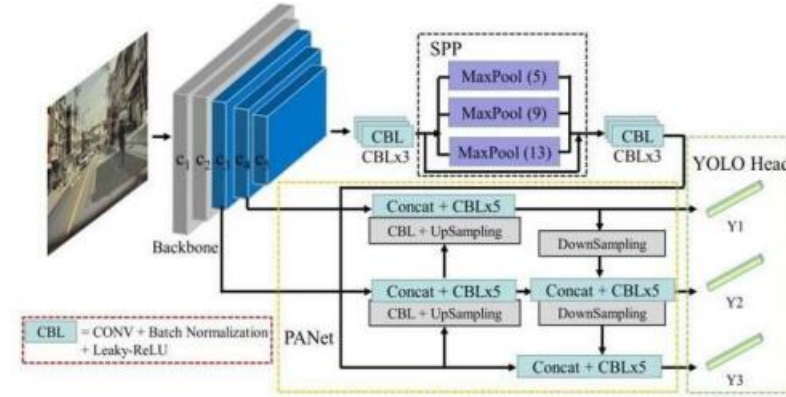 SPP
MaxPool (5)
MaxPool (9)
MaxPool (13)
CBL
CBLx3
CBL
CBLx3
c1 c2 c3 c4 c5
Backbone
YOLO Head
Concat + CBLx5
CBL + UpSampling
DownSampling
Y1
Concat + CBLx5
CBL + UpSampling
Concat + CBLx5
DownSampling
Y2
PANet
Concat + CBLx5
Y3
CBL = CONV + Batch Normalization
+ Leaky-ReLU